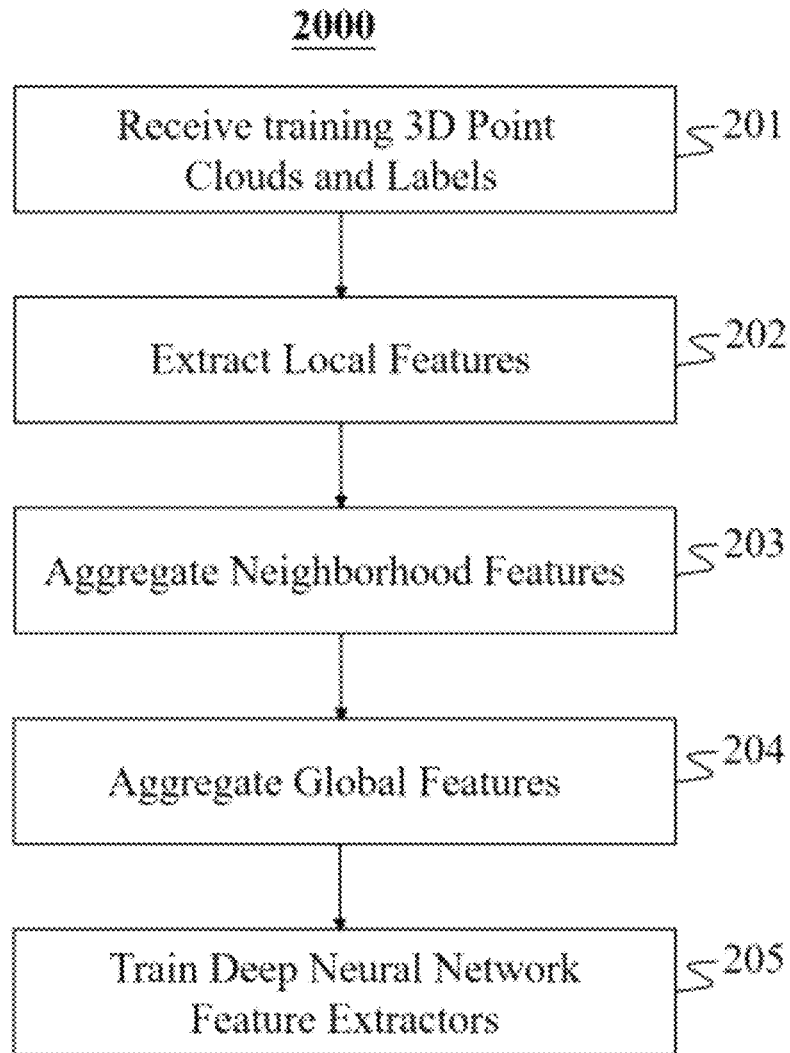 2000
Receive training 3D Point
Clouds and Labels
201
Extract Local Features
202
Aggregate Neighborhood Features
203
Aggregate Global Features
204
Train Deep Neural Network
Feature Extractors
205